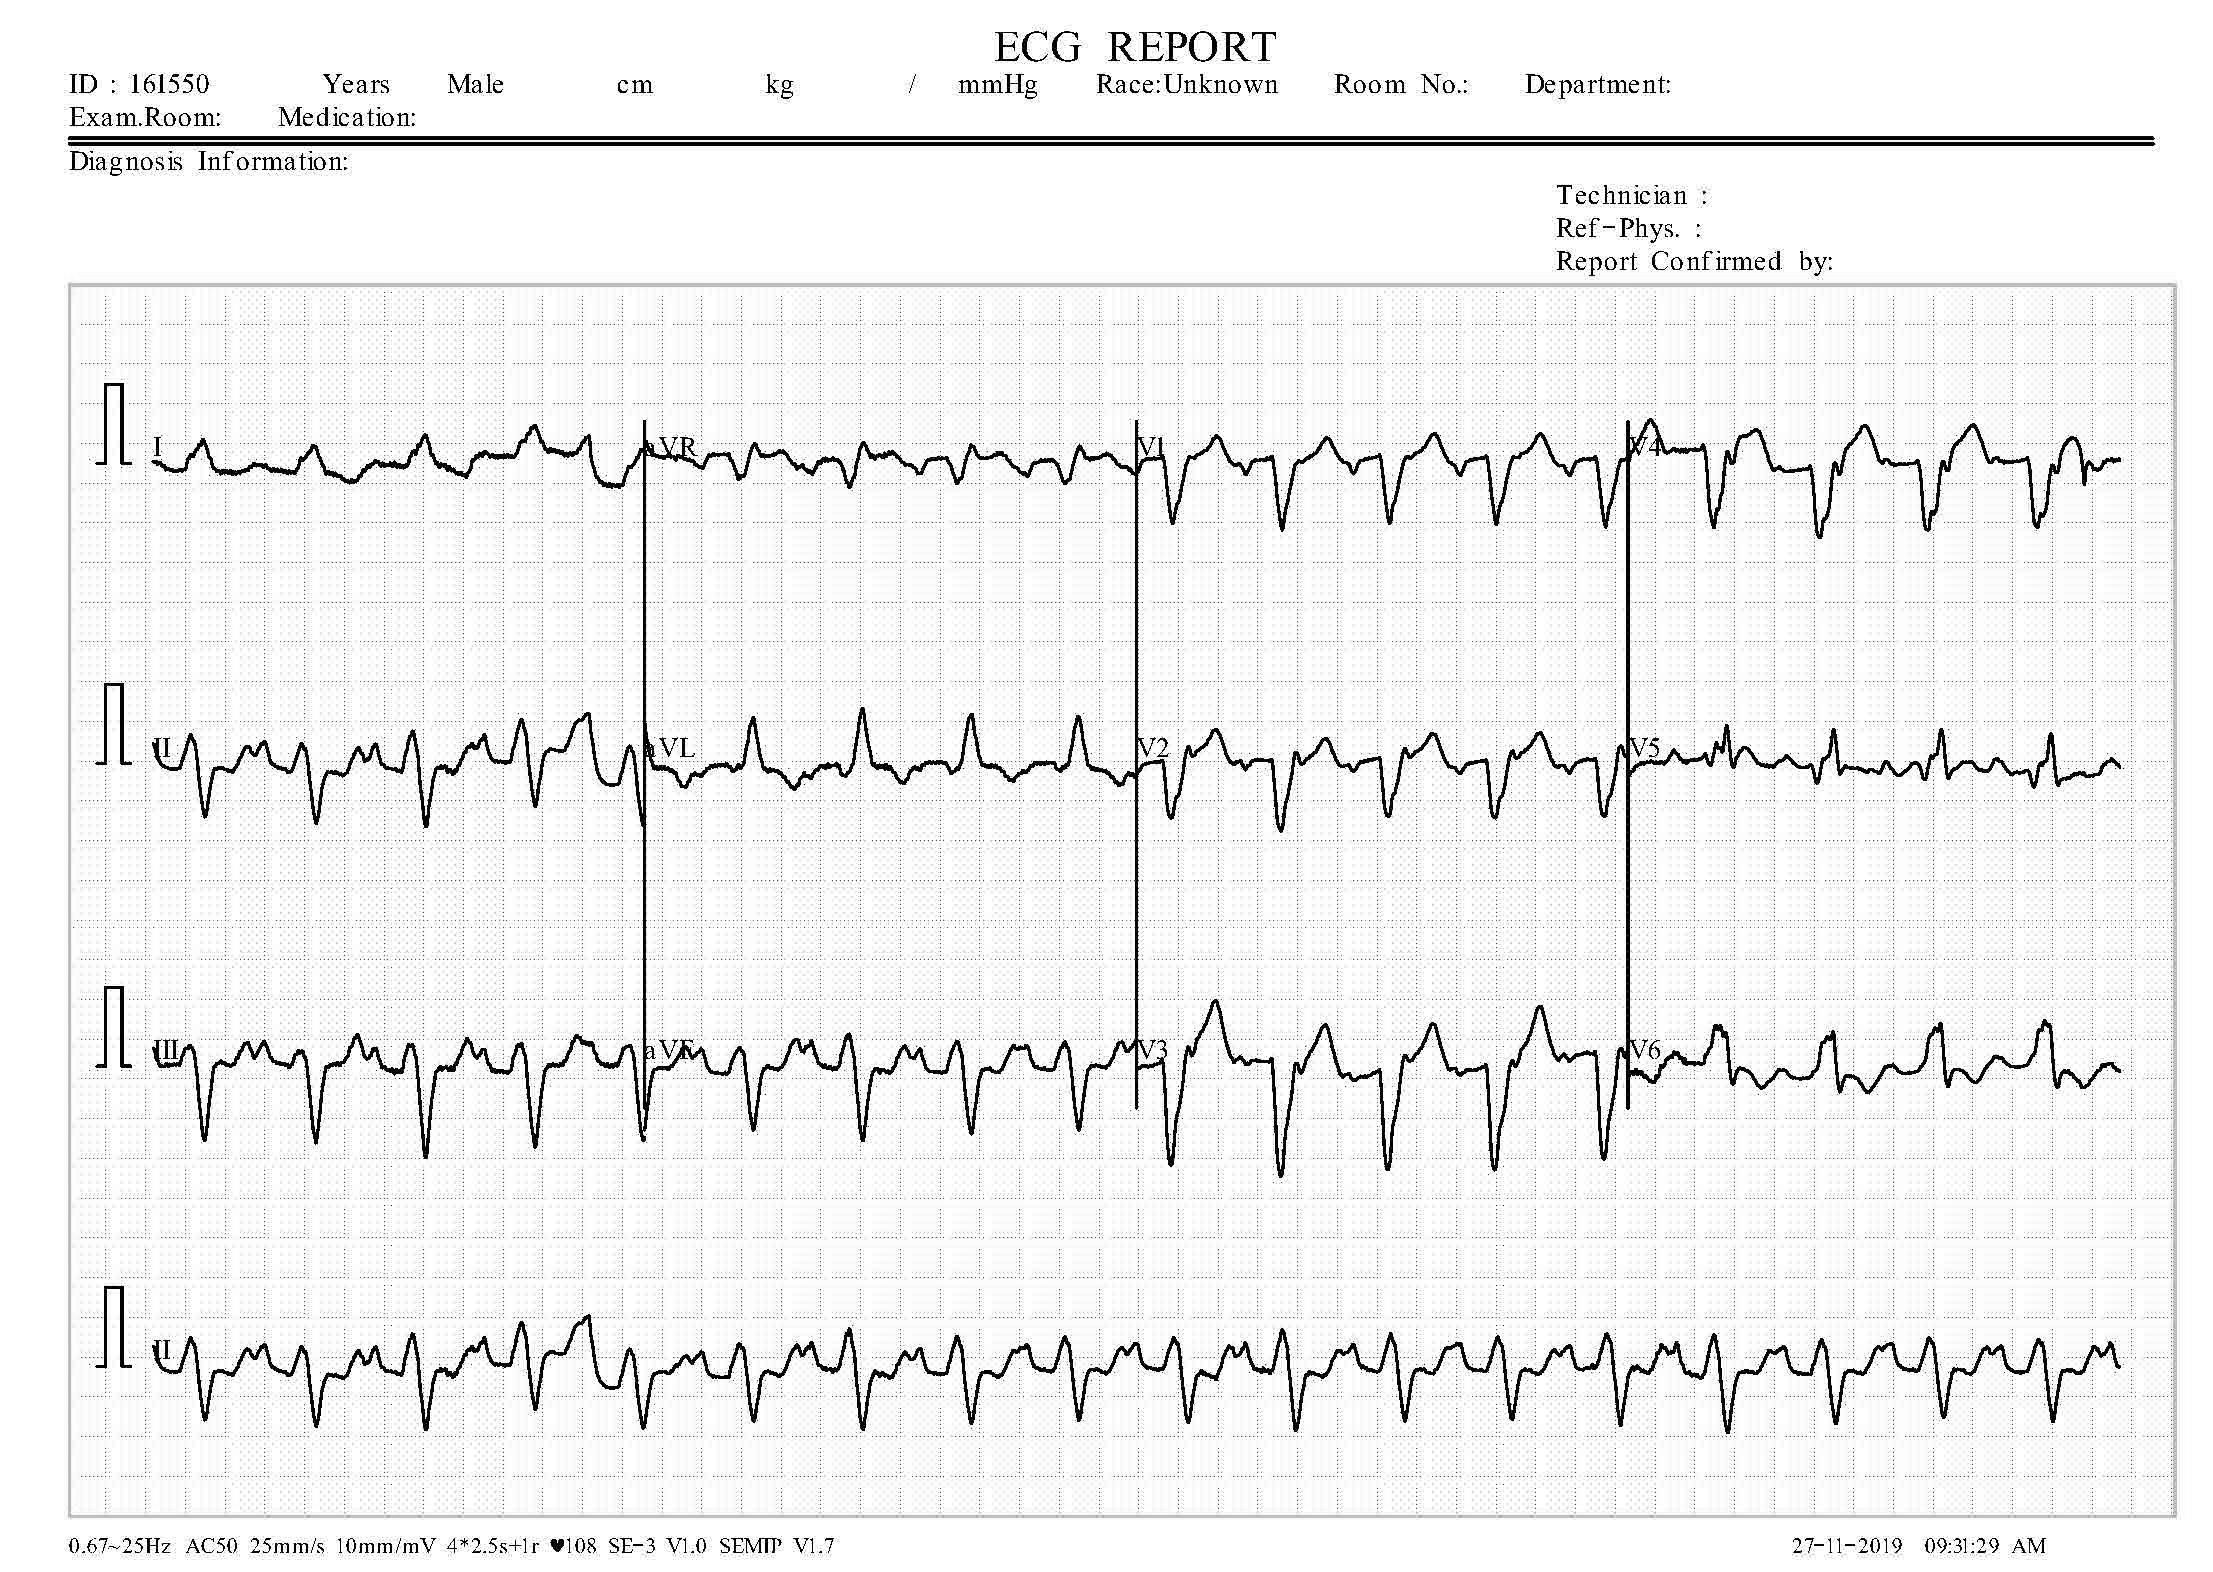 ECG REPORT
ID : 161550 Years Male cm kg / mmHg Race:Unknown Room No.: Department:
Exam.Room: Medication:
Diagnosis Information:
Technician :
Ref-Phys. :
Report Confirmed by:
I aVR V1 V4
II aVL V2 V5
III aVF V3 V6
II
0.67~25Hz AC50 25mm/s 10mm/mV 4*2.5s+1r ♥108 SE-3 V1.0 SEMIP V1.7 27-11-2019 09:31:29 AM